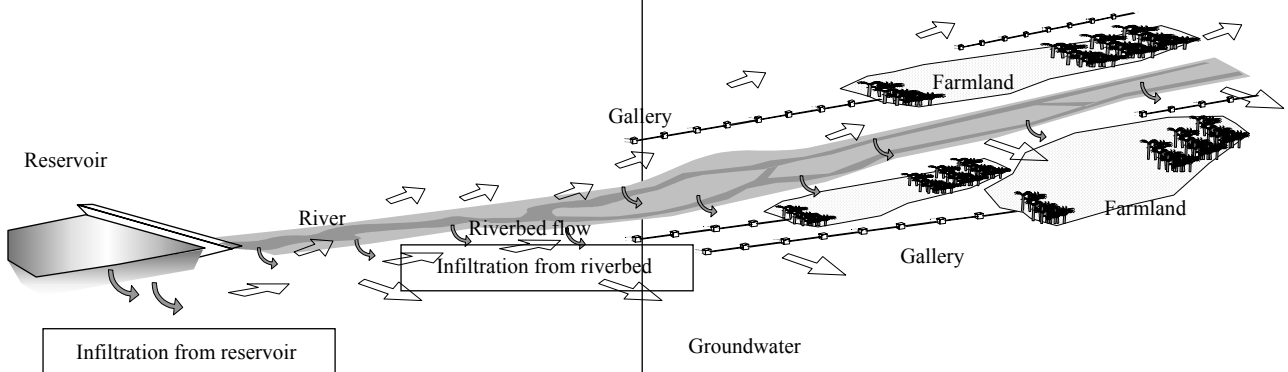 Farmland
Gallery
Reservoir
River
Riverbed flow
Farmland
Gallery
Infiltration from riverbed
Infiltration from reservoir
Groundwater